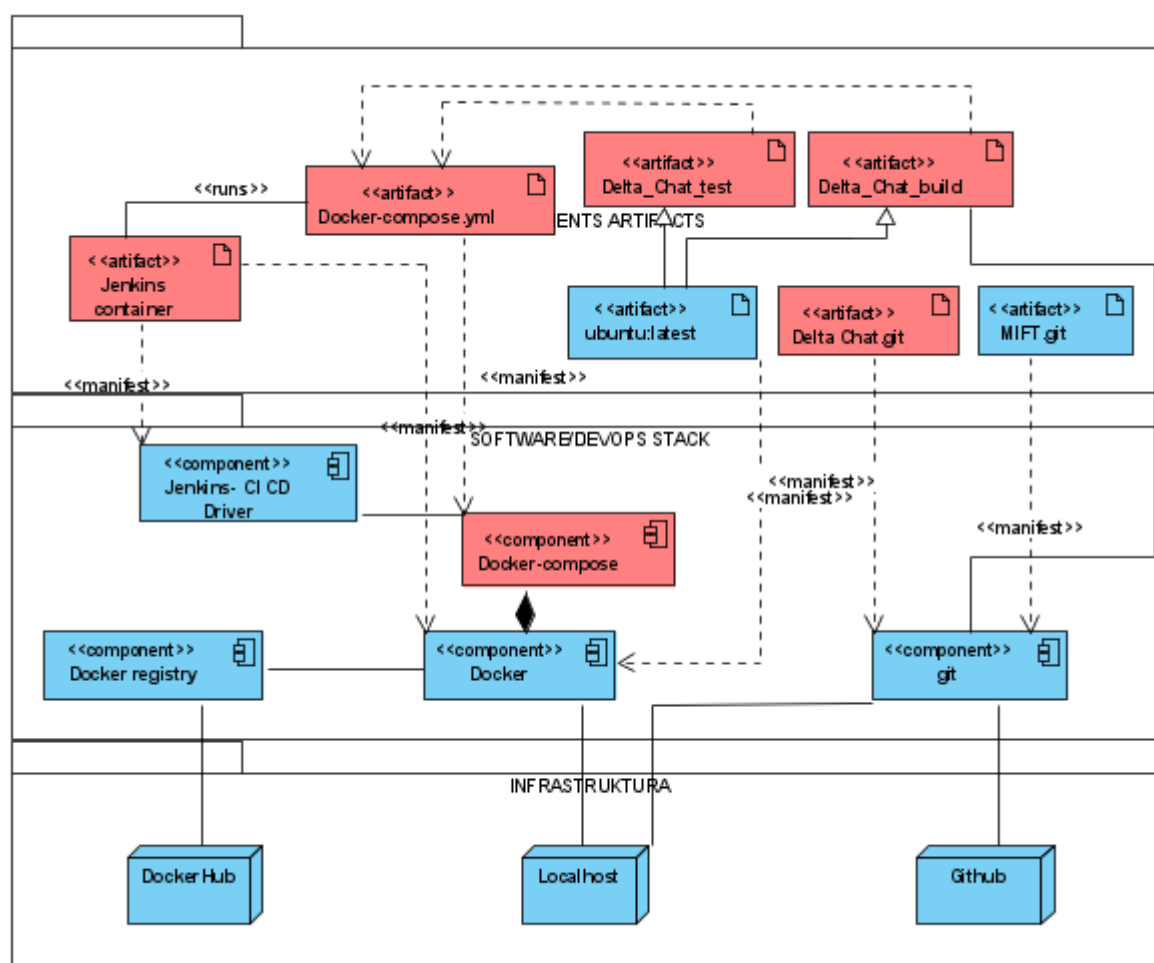 <<artifact>>
Delta_Chat_test
<<artifact>>
Delta_Chat_build
<<runs>>
<<artifact>>
Docker-compose.yml
ENTS ARTIFACTS
<<artifact>>
Jenkins
container
<<artifact>>
ubuntu:latest
<<artifact>>
Delta Chat.git
<<artifact>>
MIFT.git
<<manifest>>
<<manifest>>
<<manifest>>
SOFTWARE/DEVOPS STACK
<<component>>
Jenkins- CI CD
Driver
<<manifest>>
<<manifest>>
<<manifest>>
<<component>>
Docker-compose
<<component>>
Docker registry
<<component>>
Docker
<<component>>
git
INFRASTRUKTURA
DockerHub
Localhost
Github